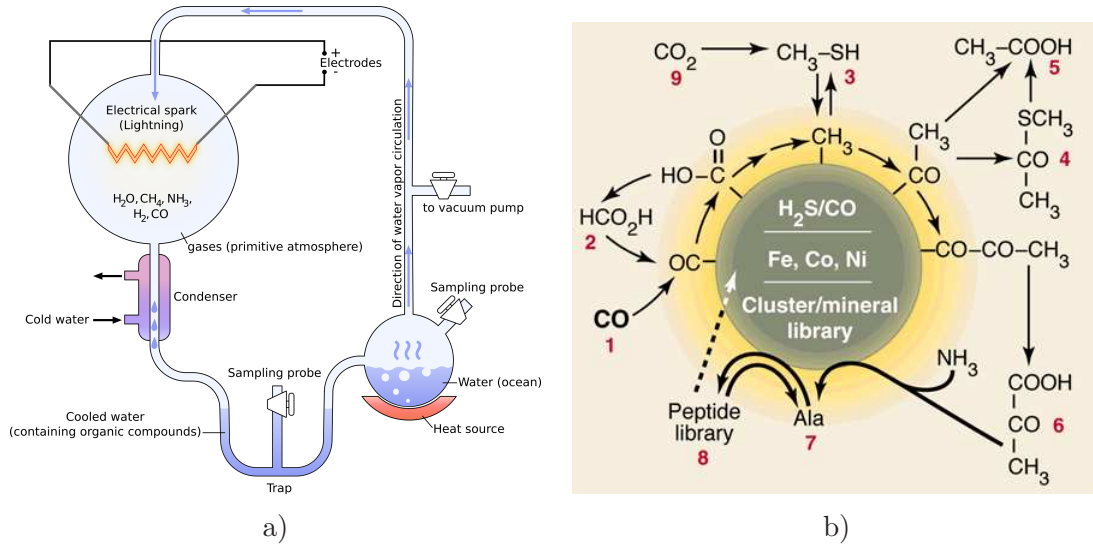 +
Electrodes
-
Electrical spark
(Lightning)
H2O, CH4, NH3,
H2, CO
gases (primitive atmosphere)
Direction of water vapor circulation
to vacuum pump
Condenser
Cold water
Sampling probe
Water (ocean)
Heat source
Sampling probe
Cooled water
(containing organic compounds)
Trap
a)
CO2
9
CH3–SH
3
CH3–COOH
5
SCH3
CO
4
CH3
CH3
CO
CH3
O
HO–C
HCO2H
2
OC
CO
1
H2S/CO
Fe, Co, Ni
Cluster/mineral
library
CO–CO–CH3
NH3
COOH
CO
6
CH3
Ala
7
Peptide
library
8
b)